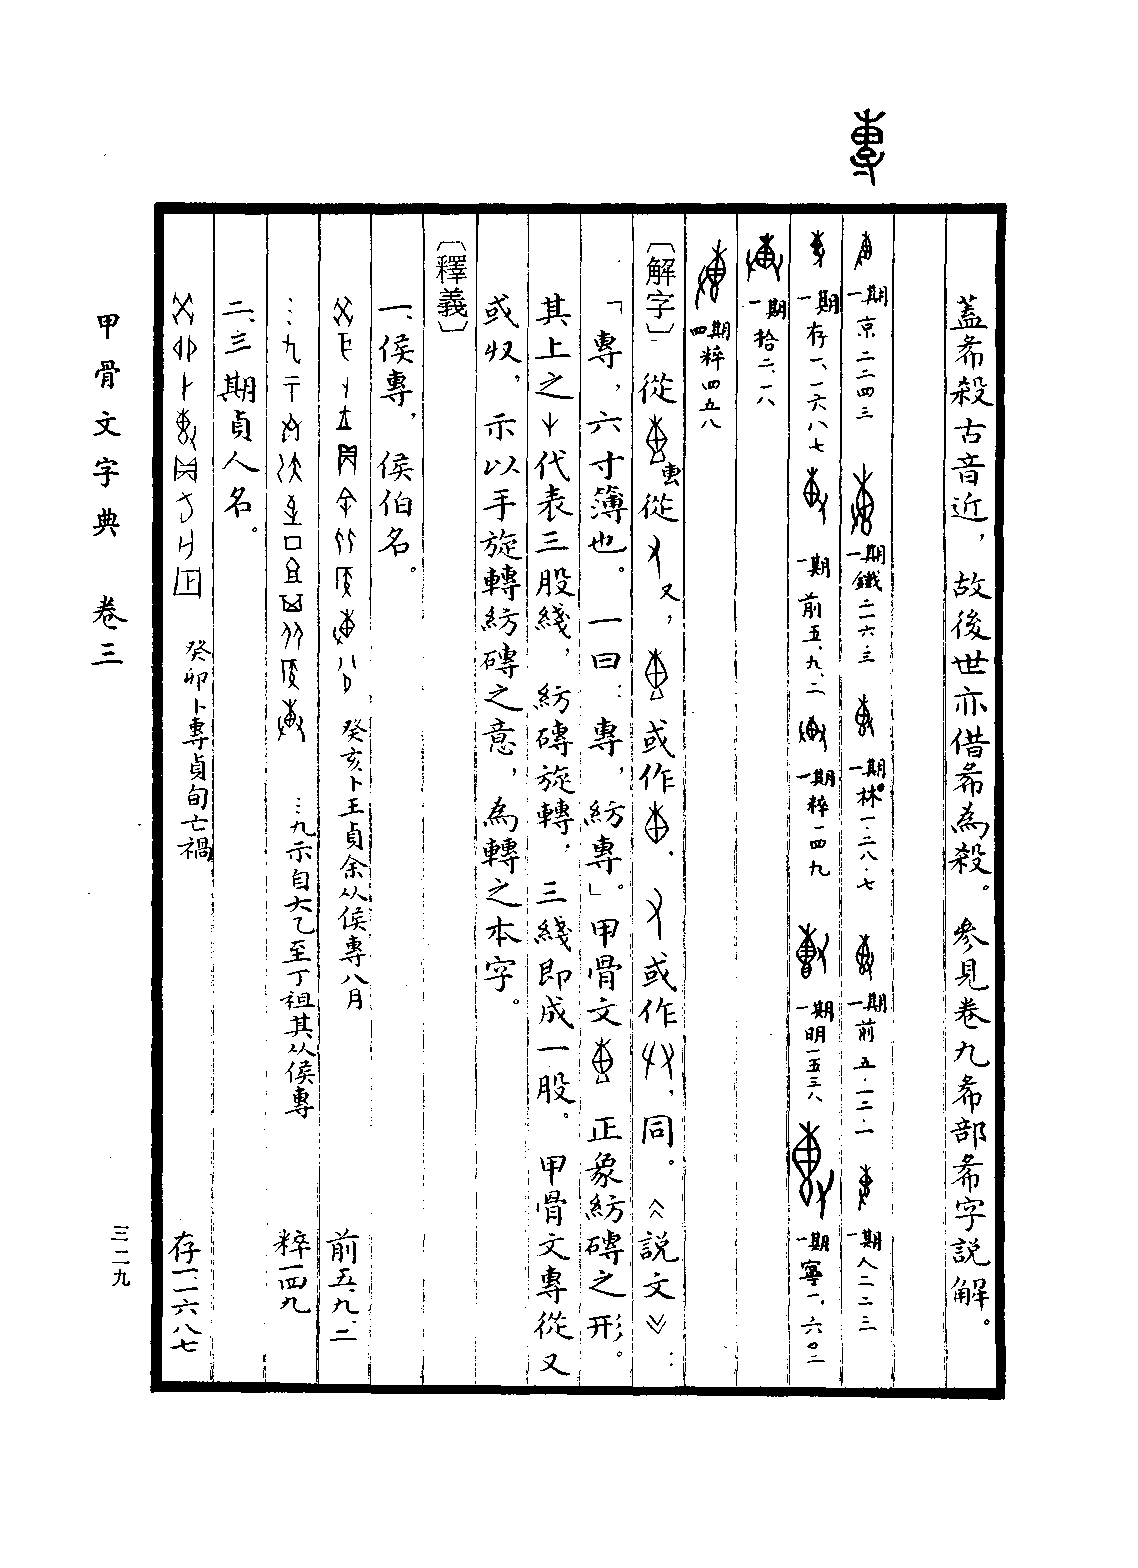 專
蓋㣇殺古音近，故後世亦借㣇為殺。參見卷九㣇部㣇字說解。
一期 京二二四三 一期 鐵二一六·三 一期 林一·二八·七 一期 前五·一二·一 一期 人二二三
一期 存一、一六八七 一期 前五、九、二 一期 粹一四九 一期 明一五三八 一期 寧一、六〇二
一期 拾二、一八
四期 粹四五八
〔解字〕從叀從又，或作，或作，同。《說文》：
「專，六寸簿也。一曰：專，紡專」。甲骨文正象紡磚之形。
其上之代表三股綫，紡磚旋轉，三綫即成一股。甲骨文專從又
或収，示以手旋轉紡磚之意，為轉之本字。
〔釋義〕
一、侯專，侯伯名。
癸亥卜王貞余从侯專八月 前五、九、二
…九示自大乙至丁祖其从侯專 粹一四九
二、三期貞人名。
癸卯卜專貞旬亡禍 存一、一六八七
甲骨文字典 卷三
三二九